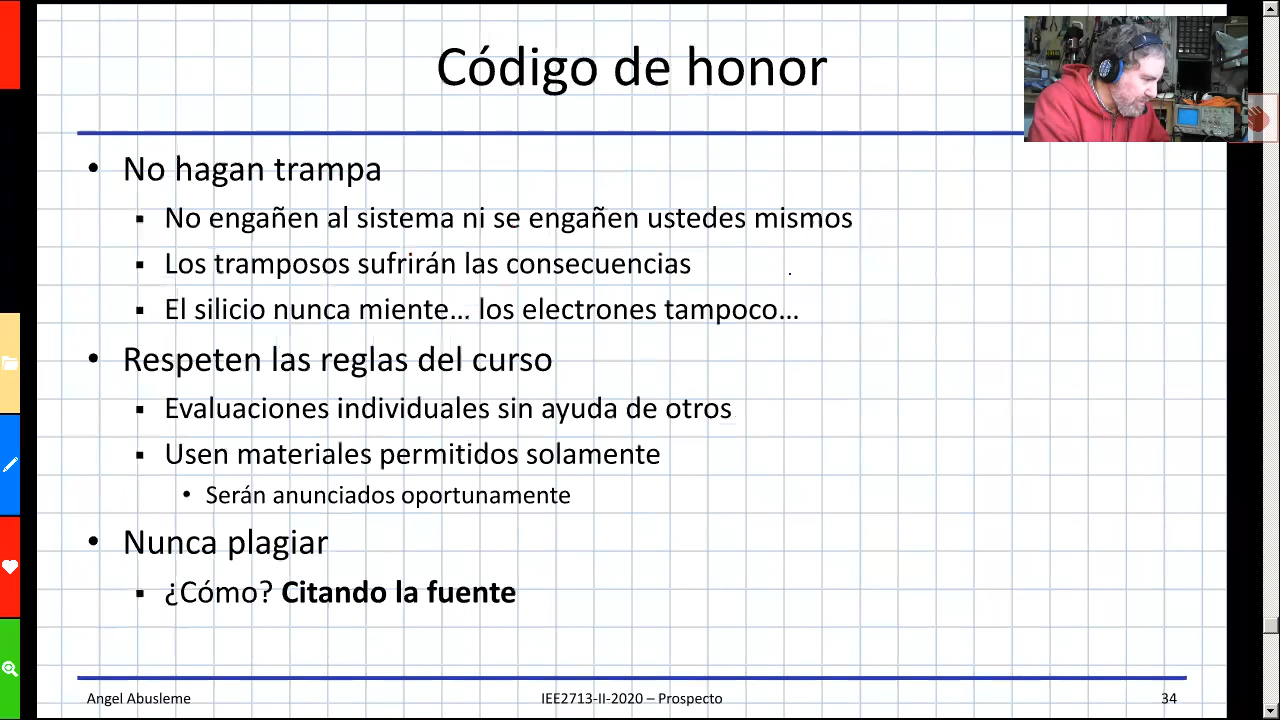 Código de honor
• No hagan trampa
▪ No engañen al sistema ni se engañen ustedes mismos
▪ Los tramposos sufrirán las consecuencias
▪ El silicio nunca miente… los electrones tampoco…
• Respeten las reglas del curso
▪ Evaluaciones individuales sin ayuda de otros
▪ Usen materiales permitidos solamente
• Serán anunciados oportunamente
• Nunca plagiar
▪ ¿Cómo? Citando la fuente
Angel Abusleme
IEE2713-II-2020 – Prospecto
34